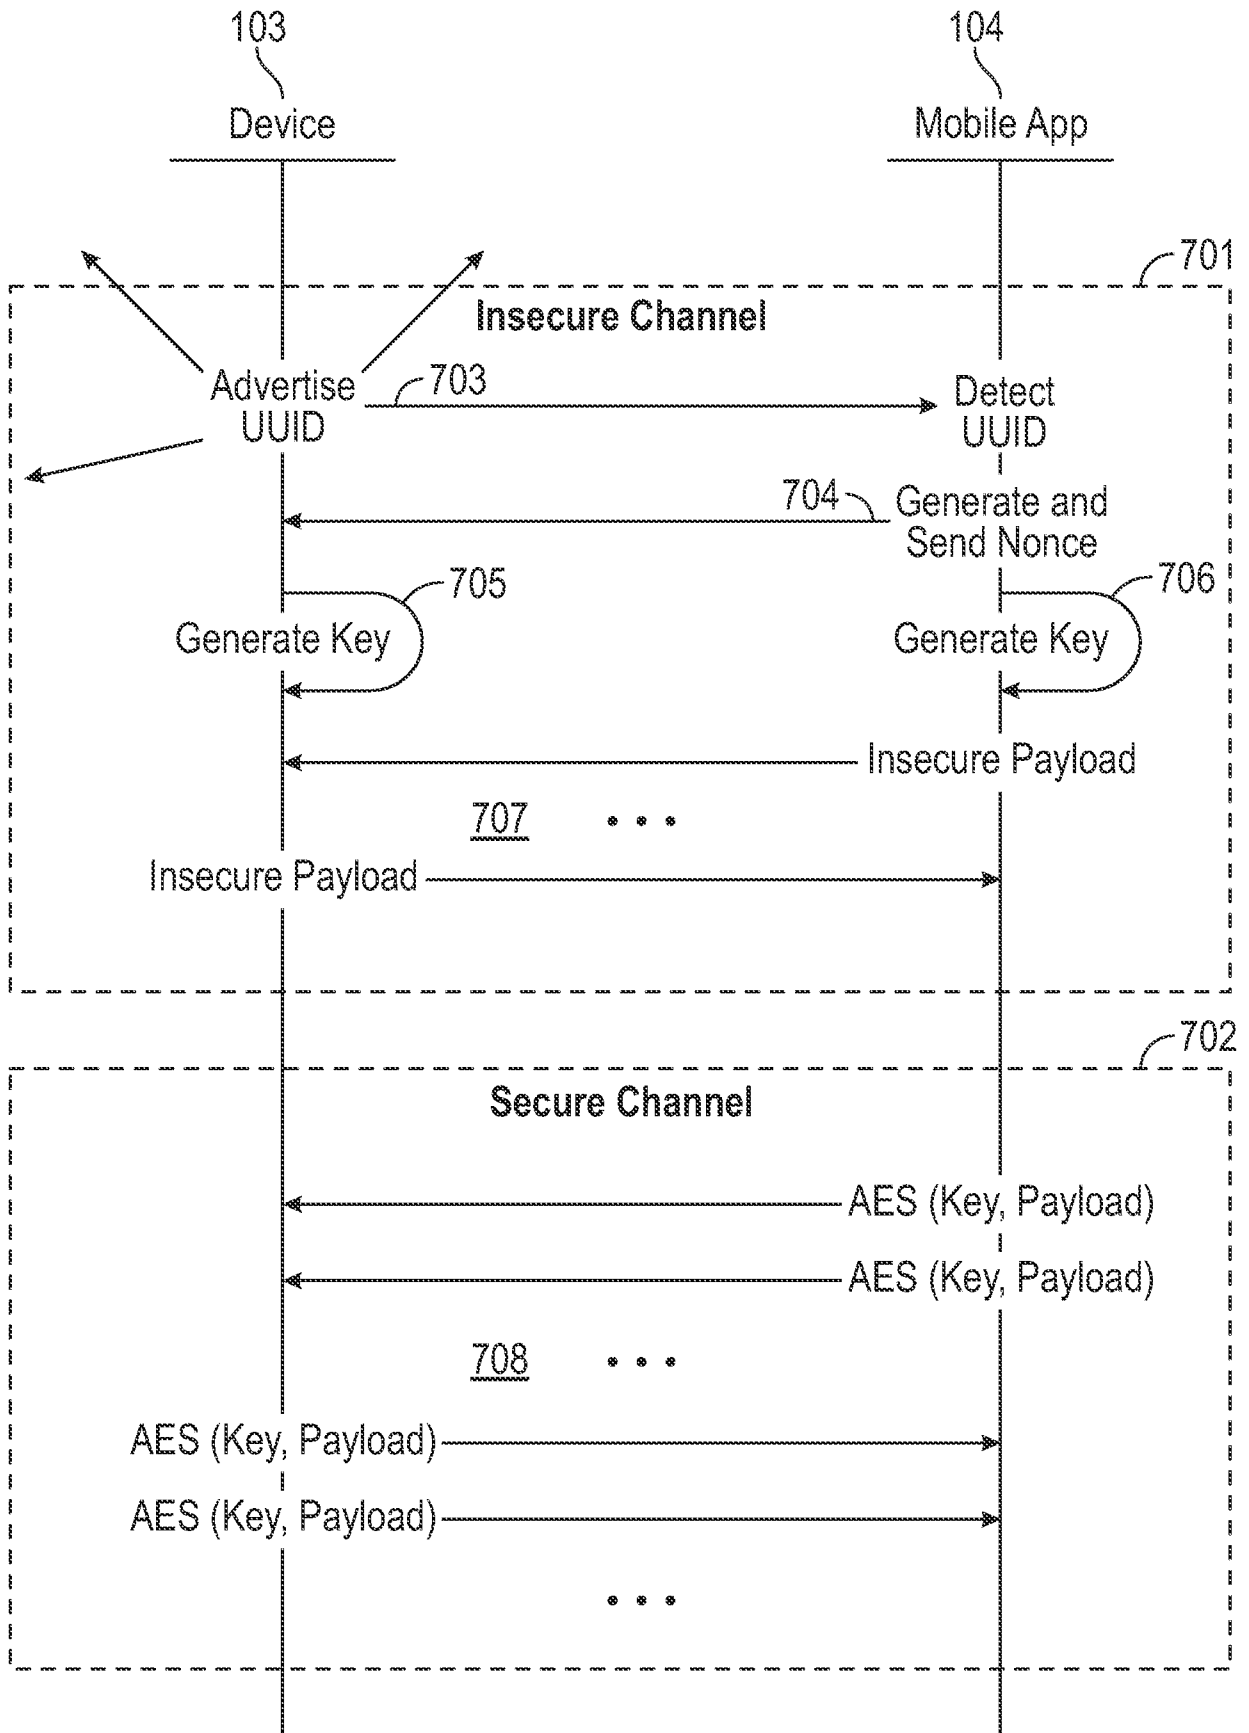 103
104
Device
Mobile App
701
Insecure Channel
Advertise
UUID
703
Detect
UUID
704
Generate and
Send Nonce
705
706
Generate Key
Generate Key
Insecure Payload
707
Insecure Payload
702
Secure Channel
AES (Key, Payload)
AES (Key, Payload)
708
AES (Key, Payload)
AES (Key, Payload)